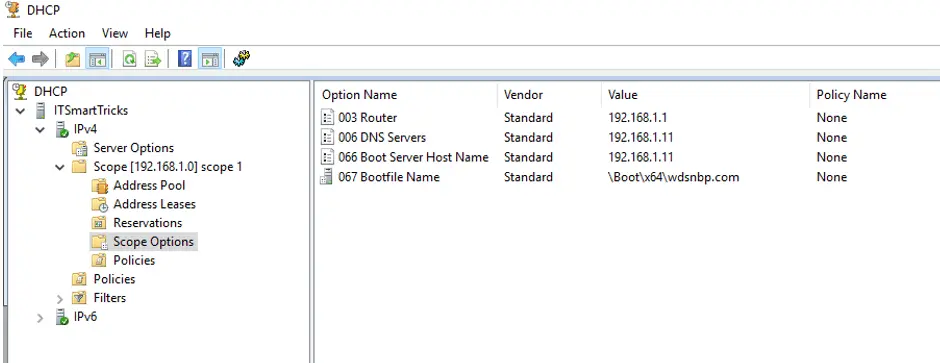 DHCP
File Action View Help
DHCP
ITSmartTricks
IPv4
Server Options
Scope [192.168.1.0] scope 1
Address Pool
Address Leases
Reservations
Scope Options
Policies
Policies
Filters
IPv6
Option Name Vendor Value Policy Name
003 Router Standard 192.168.1.1 None
006 DNS Servers Standard 192.168.1.11 None
066 Boot Server Host Name Standard 192.168.1.11 None
067 Bootfile Name Standard \Boot\x64\wdsnbp.com None